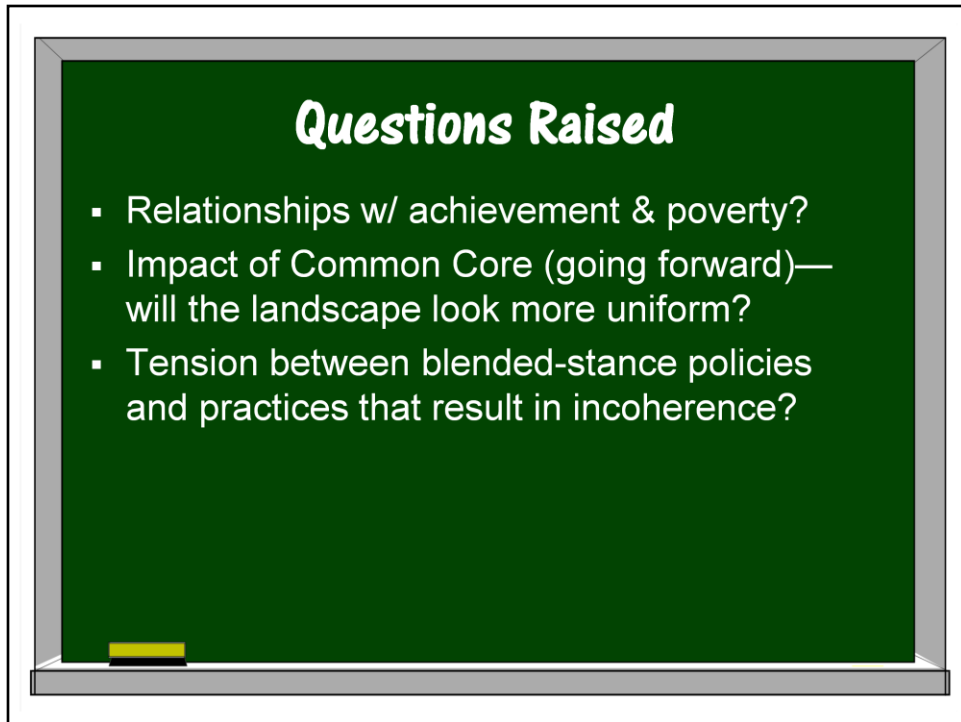 Questions Raised
▪ Relationships w/ achievement & poverty?
▪ Impact of Common Core (going forward)—
will the landscape look more uniform?
▪ Tension between blended-stance policies
and practices that result in incoherence?